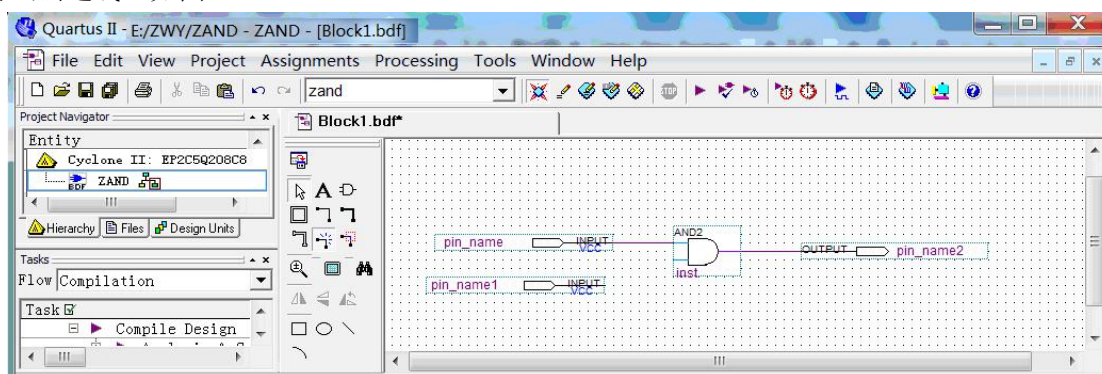 Quartus II - E:/ZWY/ZAND - ZAND - [Block1.bdf]
File Edit View Project Assignments Processing Tools Window Help
zand
STOP
Project Navigator
Block1.bdf*
Entity
Cyclone II: EP2C5Q208C8
BDF ZAND
Hierarchy Files Design Units
A
AND2
pin_name INPUT VCC
OUTPUT pin_name2
inst
pin_name1 INPUT VCC
Tasks
Flow Compilation
Task
Compile Design